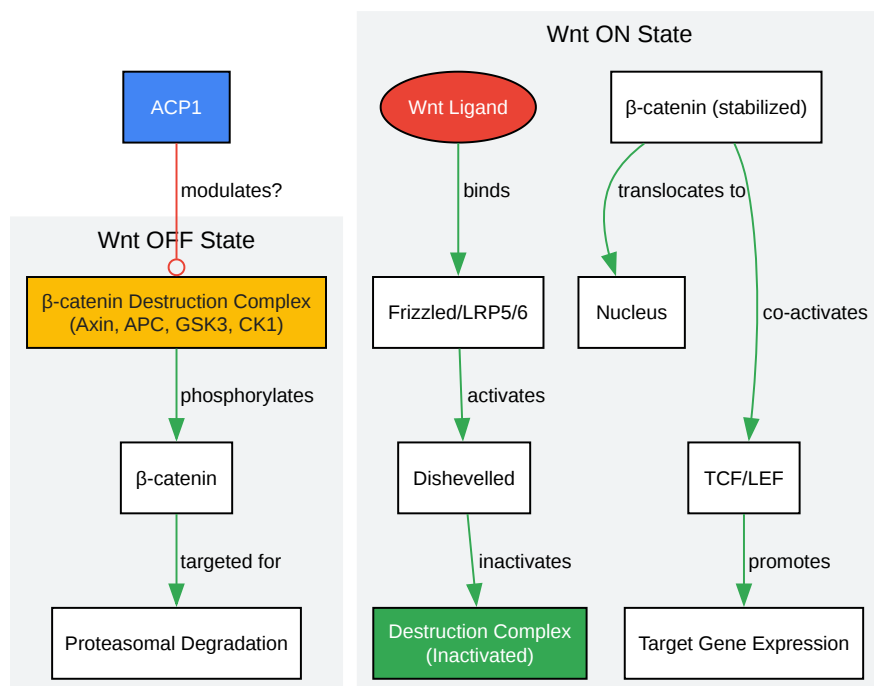 Wnt ON State
ACP1
Wnt Ligand
β-catenin (stabilized)
modulates?
binds
translocates to
Wnt OFF State
β-catenin Destruction Complex
(Axin, APC, GSK3, CK1)
Frizzled/LRP5/6
Nucleus
co-activates
phosphorylates
activates
β-catenin
Dishevelled
TCF/LEF
targeted for
inactivates
promotes
Proteasomal Degradation
Destruction Complex
(Inactivated)
Target Gene Expression